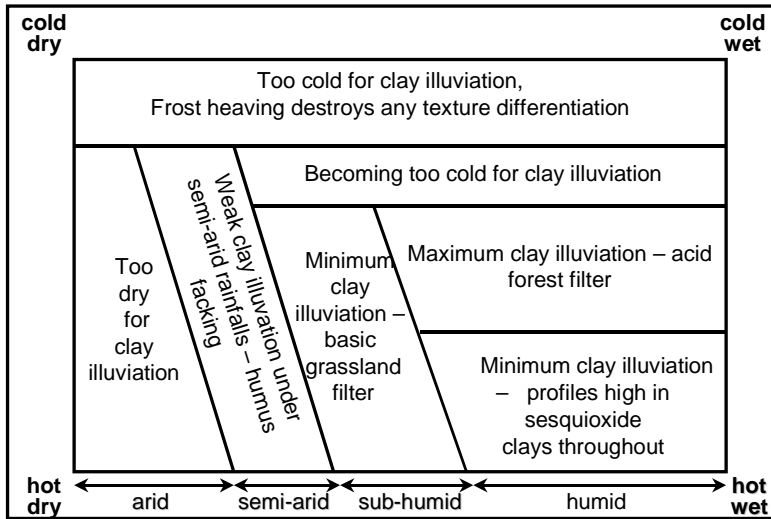 cold
dry
cold
wet
Too cold for clay illuviation,
Frost heaving destroys any texture differentiation
Becoming too cold for clay illuviation
Too
dry
for
clay
illuviation
Weak clay illuvation under
semi-arid rainfalls – humus
facking
Minimum
clay
illuviation –
basic
grassland
filter
Maximum clay illuviation – acid
forest filter
Minimum clay illuviation
– profiles high in
sesquioxide
clays throughout
hot
dry
arid
semi-arid
sub-humid
humid
hot
wet